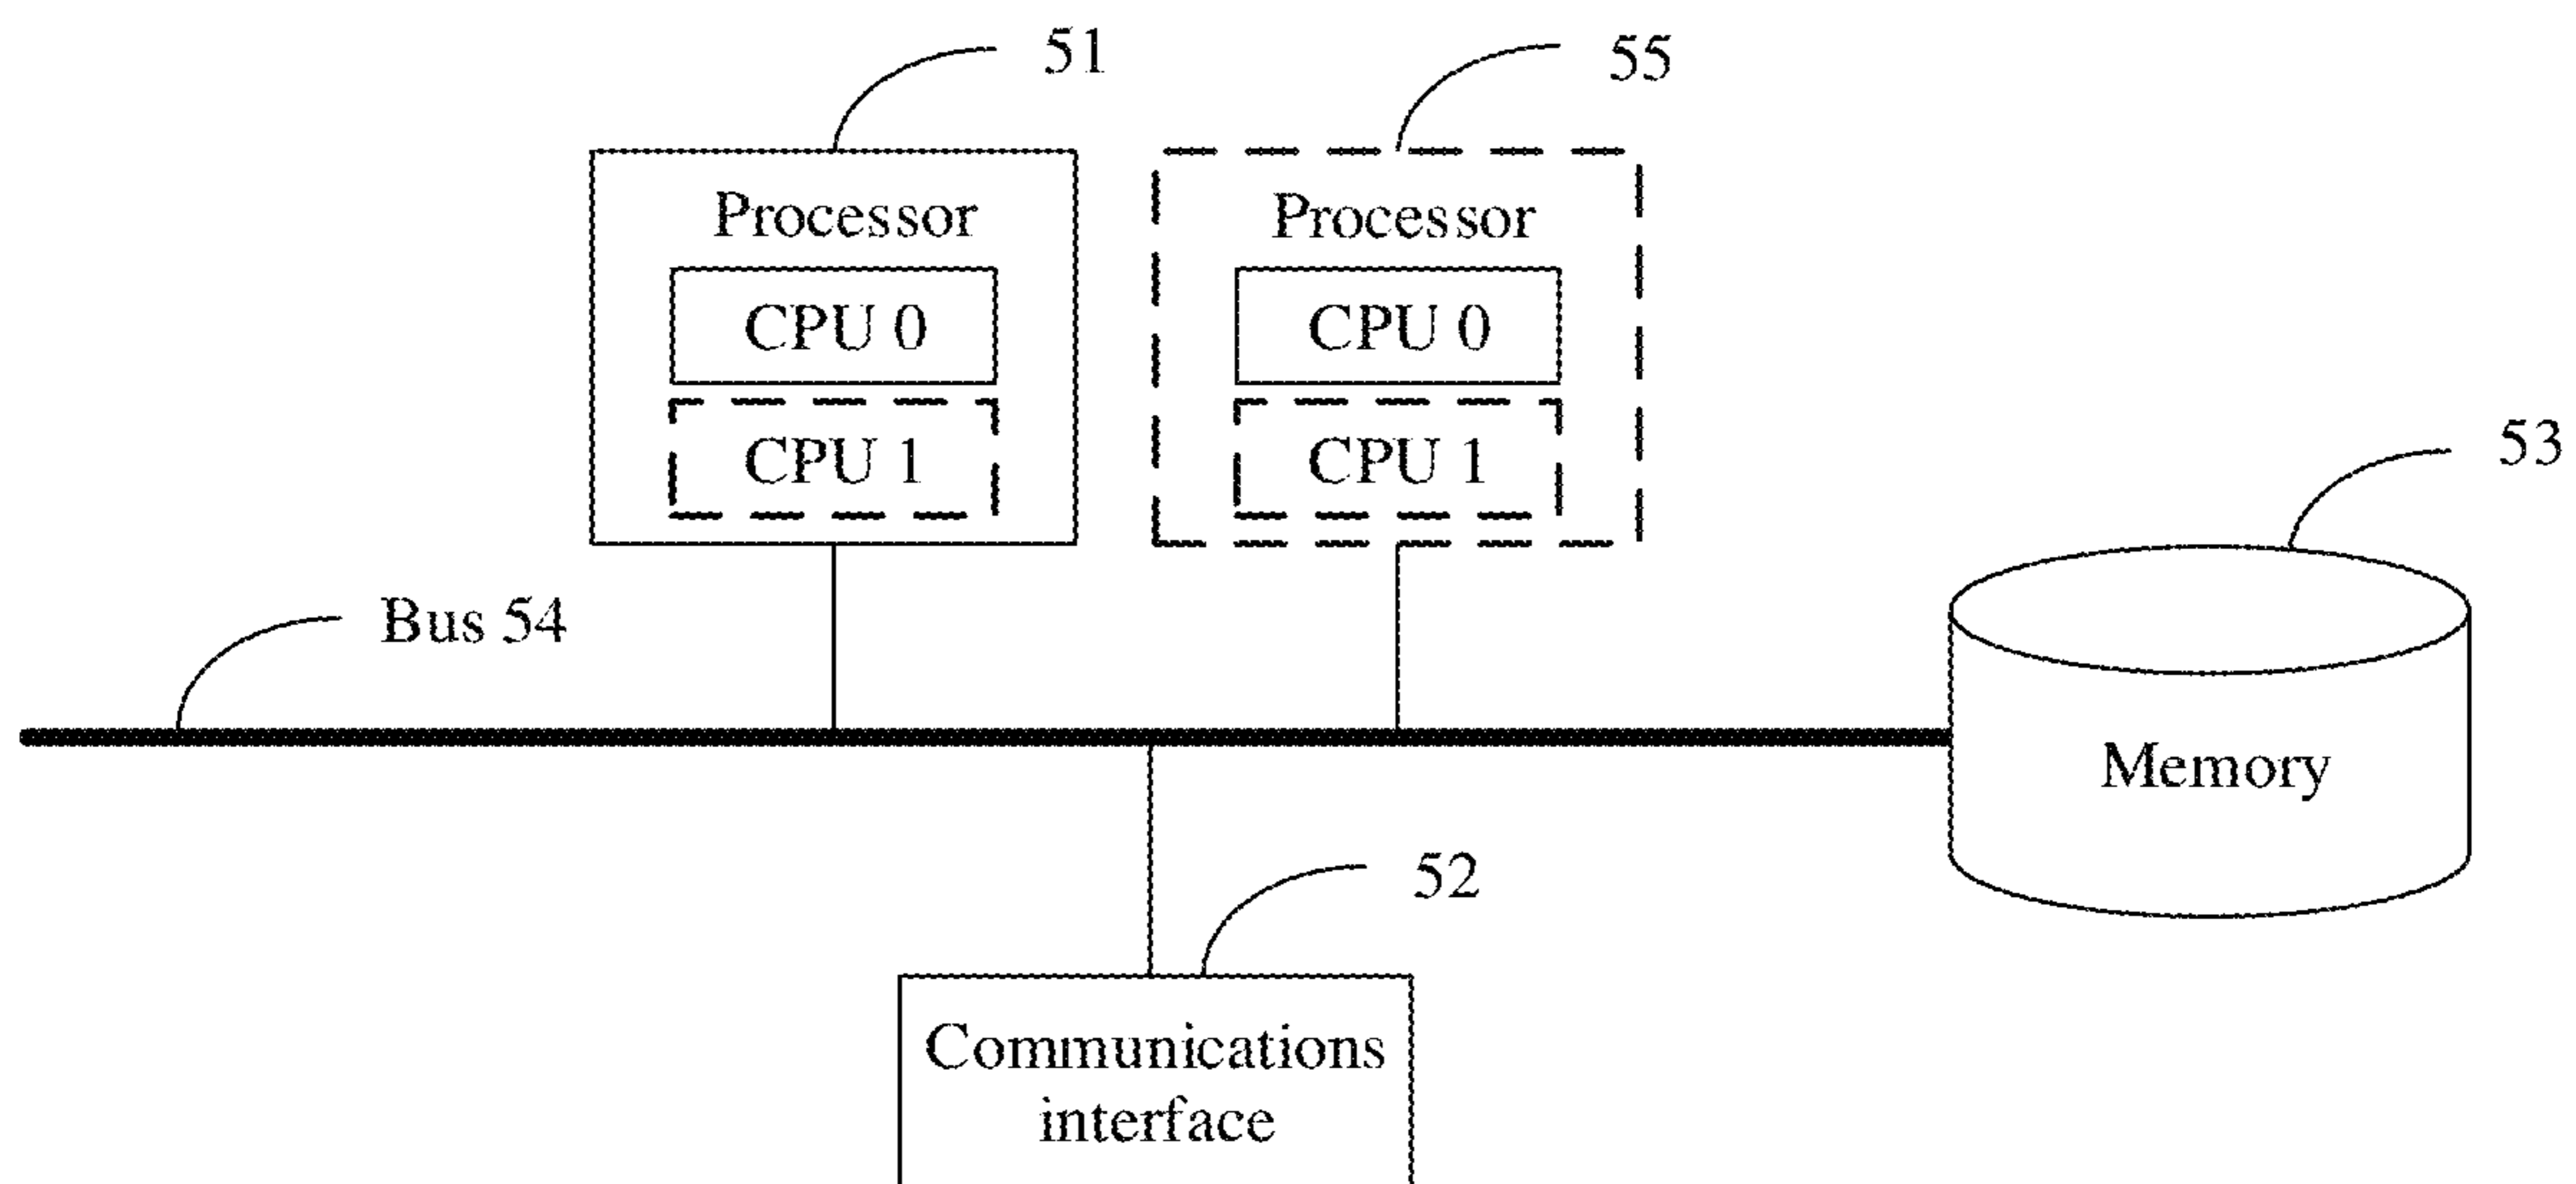 51
55
Processor
CPU 0
CPU 1
Processor
CPU 0
CPU 1
53
Bus 54
Memory
52
Communications
interface